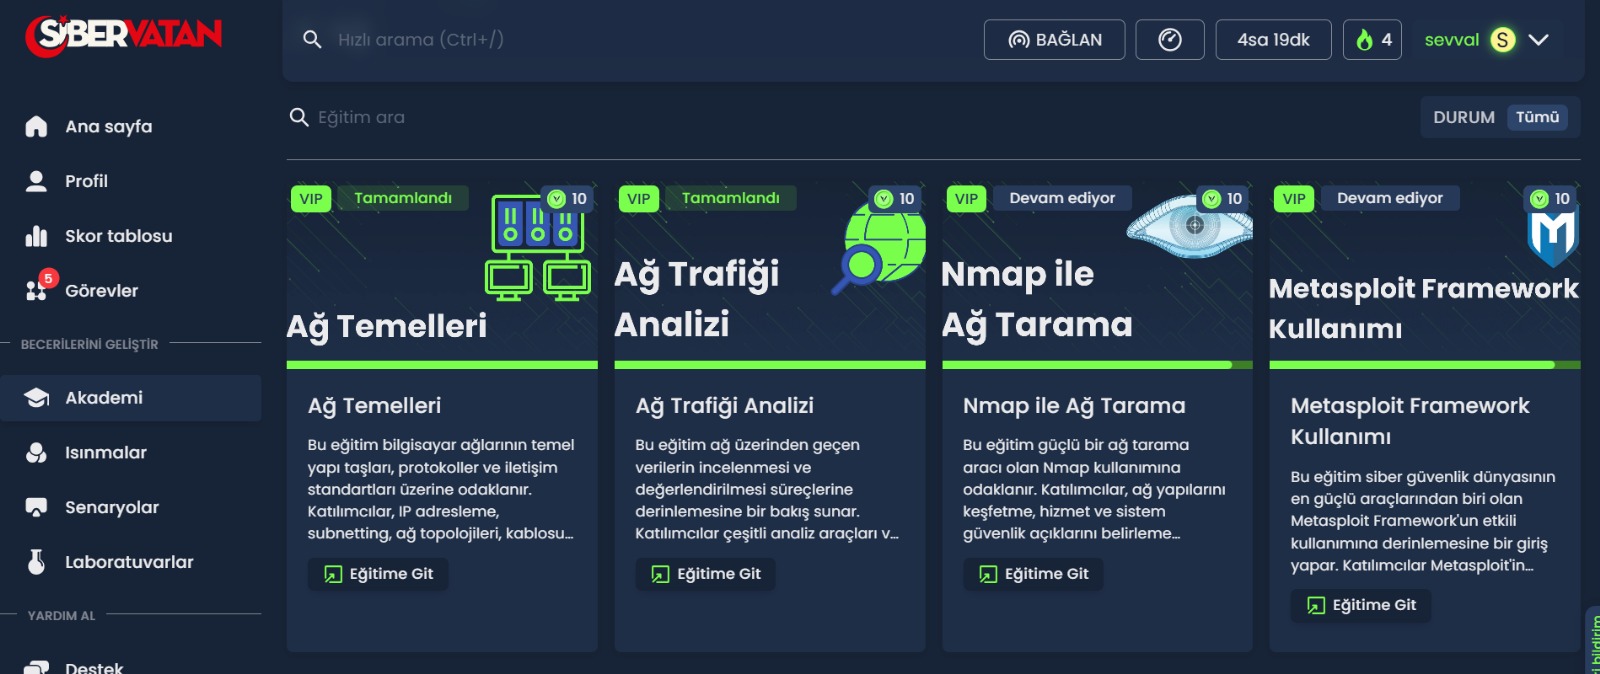 SİBERVATAN
Hızlı arama (Ctrl+/)
BAĞLAN
4sa 19dk
4
sevval
S
Ana sayfa
Profil
Skor tablosu
5
Görevler
BECERİLERİNİ GELİŞTİR
Akademi
Isınmalar
Senaryolar
Laboratuvarlar
YARDIM AL
Destek
Eğitim ara
DURUM Tümü
VIP Tamamlandı 10
Ağ Temelleri
Ağ Temelleri
Bu eğitim bilgisayar ağlarının temel
yapı taşları, protokoller ve iletişim
standartları üzerine odaklanır.
Katılımcılar, IP adresleme,
subnetting, ağ topolojileri, kablosu...
Eğitime Git
VIP Tamamlandı 10
Ağ Trafiği
Analizi
Ağ Trafiği Analizi
Bu eğitim ağ üzerinden geçen
verilerin incelenmesi ve
değerlendirilmesi süreçlerine
derinlemesine bir bakış sunar.
Katılımcılar çeşitli analiz araçları v...
Eğitime Git
VIP Devam ediyor 10
Nmap ile
Ağ Tarama
Nmap ile Ağ Tarama
Bu eğitim güçlü bir ağ tarama
aracı olan Nmap kullanımına
odaklanır. Katılımcılar, ağ yapılarını
keşfetme, hizmet ve sistem
güvenlik açıklarını belirleme...
Eğitime Git
VIP Devam ediyor 10
Metasploit Framework
Kullanımı
Metasploit Framework
Kullanımı
Bu eğitim siber güvenlik dünyasının
en güçlü araçlarından biri olan
Metasploit Framework'un etkili
kullanımına derinlemesine bir giriş
yapar. Katılımcılar Metasploit'in...
Eğitime Git
bildirim